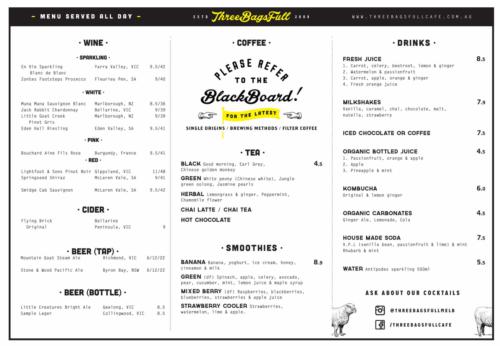 – MENU SERVED ALL DAY –
ESTD ThreeBagsFull 2009
WWW.THREEBAGSFULLCAFE.COM.AU
· WINE ·
· SPARKLING ·
En Vie Sparkling Yarra Valley, VIC 8.5/42
Blanc de Blanc
Zontes Footsteps Prosecco Fleurieu Pen, SA 9/40
· WHITE ·
Mana Mana Sauvignon Blanc Marlborough, NZ 8.5/36
Jack Rabbit Chardonnay Bellarine, VIC 9/39
Little Goat Creek Marlborough, NZ 9/39
Pinot Gris
Eden Hall Riesling Eden Valley, SA 9.5/41
· PINK ·
Bouchard Aine Fils Rose Burgundy, France 9.5/41
· RED ·
Lightfoot & Sons Pinot Noir Gippsland, VIC 11/48
Springseed Shiraz McLaren Vale, SA 9/41
Smidge Cab Sauvignon McLaren Vale, SA 9.5/42
· CIDER ·
Flying Brick Bellarine
Original Peninsula, VIC 9
· BEER (TAP) ·
Mountain Goat Steam Ale Richmond, VIC 6/12/22
Stone & Wood Pacific Ale Byron Bay, NSW 6/12/22
· BEER (BOTTLE) ·
Little Creatures Bright Ale Geelong, VIC 8.5
Sample Lager Collingwood, VIC 8.5
· COFFEE ·
PLEASE REFER
TO THE
BlackBoard!
FOR THE LATEST
SINGLE ORIGINS / BREWING METHODS / FILTER COFFEE
· TEA ·
BLACK Good morning, Earl Grey, 4.5
Chinese golden monkey
GREEN White peony (Chinese white), Jungle
green oolong, Jasmine pearls
HERBAL Lemongrass & ginger, Peppermint,
Chamomile flower
CHAI LATTE / CHAI TEA
HOT CHOCOLATE
· SMOOTHIES ·
BANANA Banana, yoghurt, ice cream, honey, 8.5
cinnamon & milk
GREEN (df) Spinach, apple, celery, avocado,
pear, cucumber, mint, lemon juice & maple syrup
MIXED BERRY (df) Raspberries, blackberries,
blueberries, strawberries & apple juice
STRAWBERRY COOLER Strawberries,
watermelon, lime & apple.
· DRINKS ·
FRESH JUICE 8.5
1. Carrot, celery, beetroot, lemon & ginger
2. Watermelon & passionfruit
3. Carrot, apple, orange & ginger
4. Fresh orange juice
MILKSHAKES 7.5
Vanilla, caramel, chai, chocolate, malt,
nutella, strawberry
ICED CHOCOLATE OR COFFEE 7.5
ORGANIC BOTTLED JUICE 4.5
1. Passionfruit, orange & apple
2. Apple
3. Pineapple & mint
KOMBUCHA 6.0
Original & lemon ginger
ORGANIC CARBONATES 4.5
Ginger Ale, Lemonade, Cola
HOUSE MADE SODA 7.5
V.P.L (vanilla bean, passionfruit & lime) & mint
Rhubarb & mint
WATER Antipodes sparkling 500ml 5.5
ASK ABOUT OUR COCKTAILS
@THREEBAGSFULLMELB
/THREEBAGSFULLCAFE